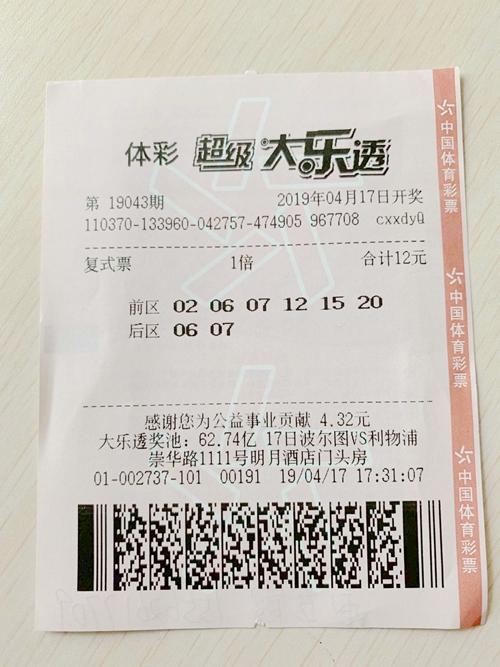 体彩 超级大乐透
第 19043期 2019年04月17日开奖
110370-133960-042757-474905 967708 cxxdyQ
复式票 1倍 合计12元
前区 02 06 07 12 15 20
后区 06 07
感谢您为公益事业贡献 4.32元
大乐透奖池：62.74亿 17日波尔图VS利物浦
崇华路1111号明月酒店门头房
01-002737-101 00191 19/04/17 17:31:07
中国体育彩票
中国体育彩票
中国体育彩票